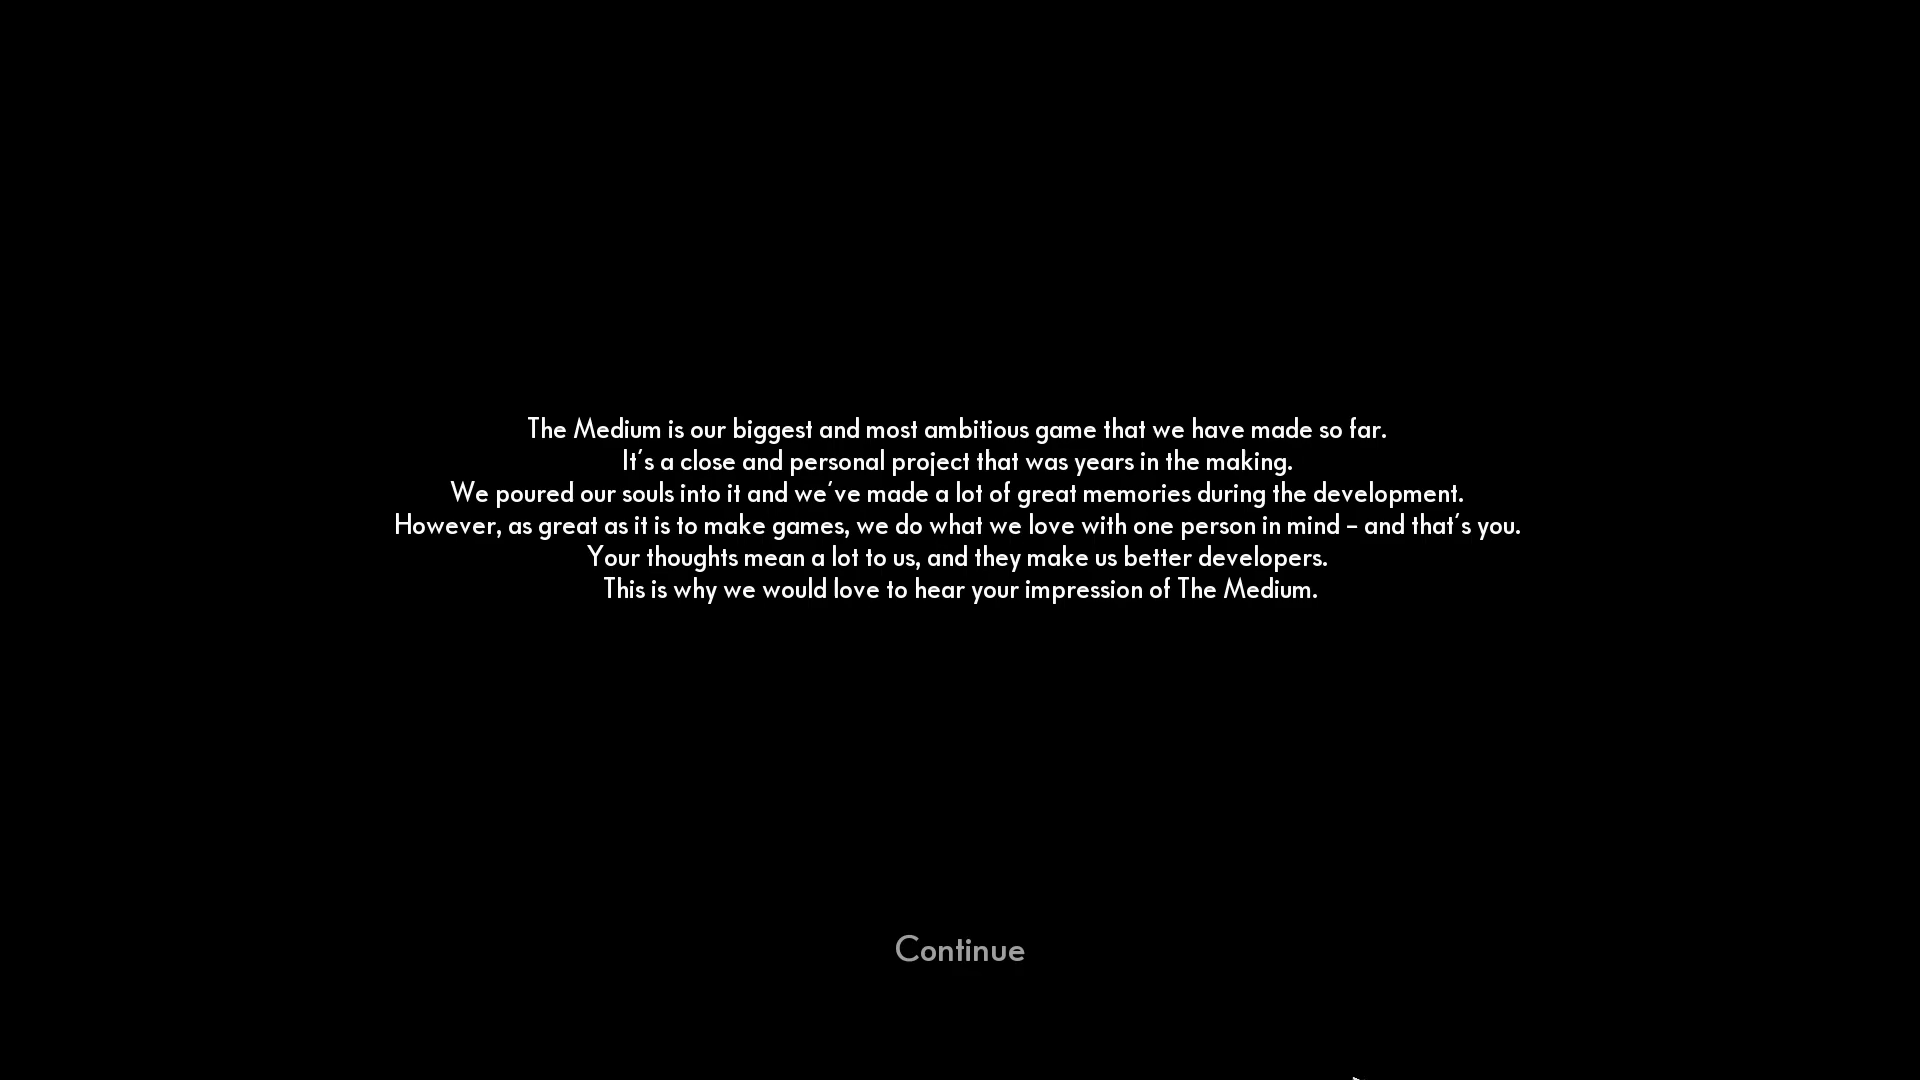 The Medium is our biggest and most ambitious game that we have made so far.
It's a close and personal project that was years in the making.
We poured our souls into it and we've made a lot of great memories during the development.
However, as great as it is to make games, we do what we love with one person in mind – and that's you.
Your thoughts mean a lot to us, and they make us better developers.
This is why we would love to hear your impression of The Medium.
Continue